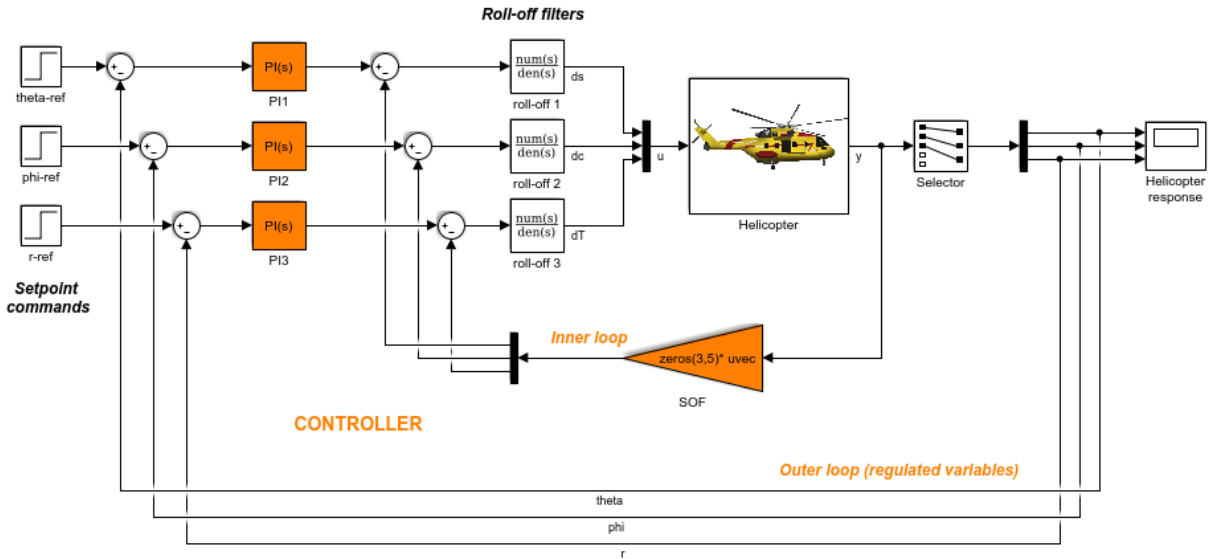 Roll-off filters
theta-ref
+
-
PI(s)
PI1
+
-
num(s)
den(s)
roll-off 1
ds
phi-ref
+
-
PI(s)
PI2
+
-
num(s)
den(s)
roll-off 2
dc
u
Helicopter
y
Selector
Helicopter
response
r-ref
+
-
PI(s)
PI3
+
-
num(s)
den(s)
roll-off 3
dT
Setpoint
commands
Inner loop
zeros(3,5)* uvec
SOF
CONTROLLER
Outer loop (regulated variables)
theta
phi
r